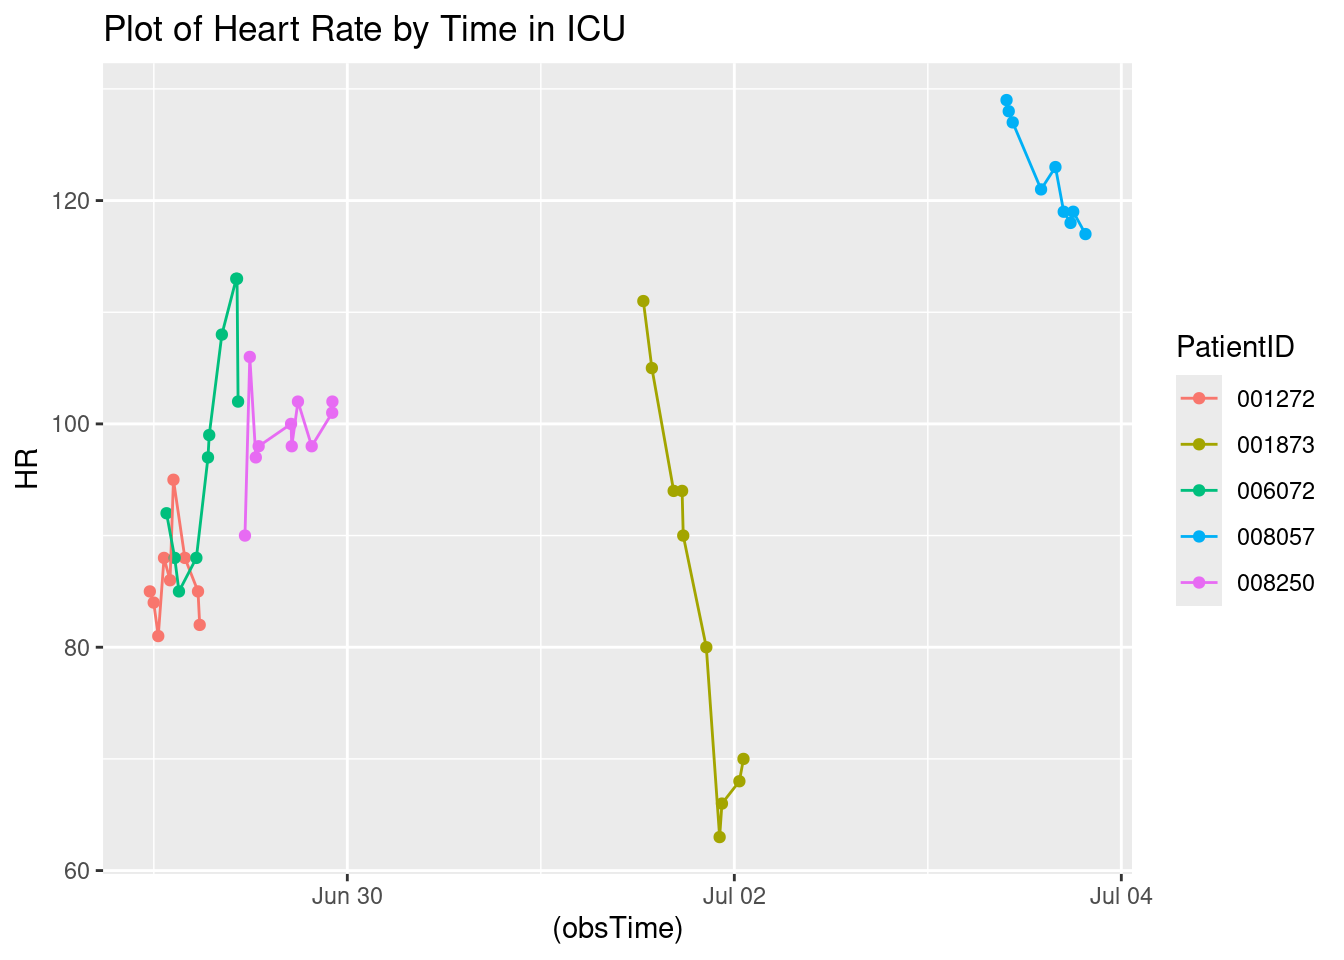 Plot of Heart Rate by Time in ICU
HR
120
100
80
60
Jun 30
Jul 02
Jul 04
(obsTime)
PatientID
001272
001873
006072
008057
008250